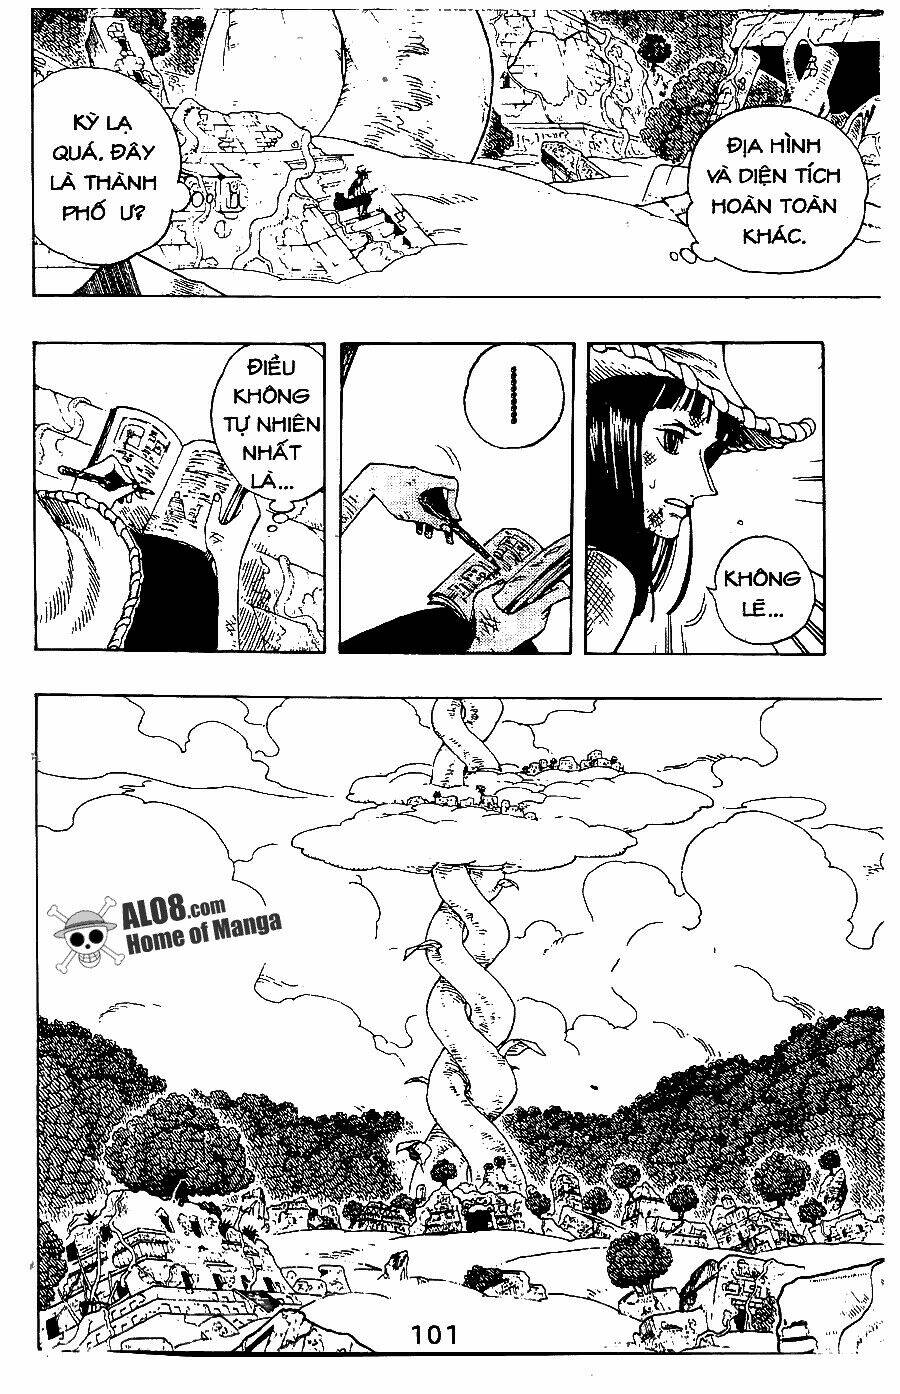 KỲ LẠ
QUÁ. ĐÂY
LÀ THÀNH
PHỐ Ư?
ĐỊA HÌNH
VÀ DIỆN TÍCH
HOÀN TOÀN
KHÁC.
ĐIỀU
KHÔNG
TỰ NHIÊN
NHẤT
LÀ...
KHÔNG
LẼ...
ALO8.com
Home of Manga
101